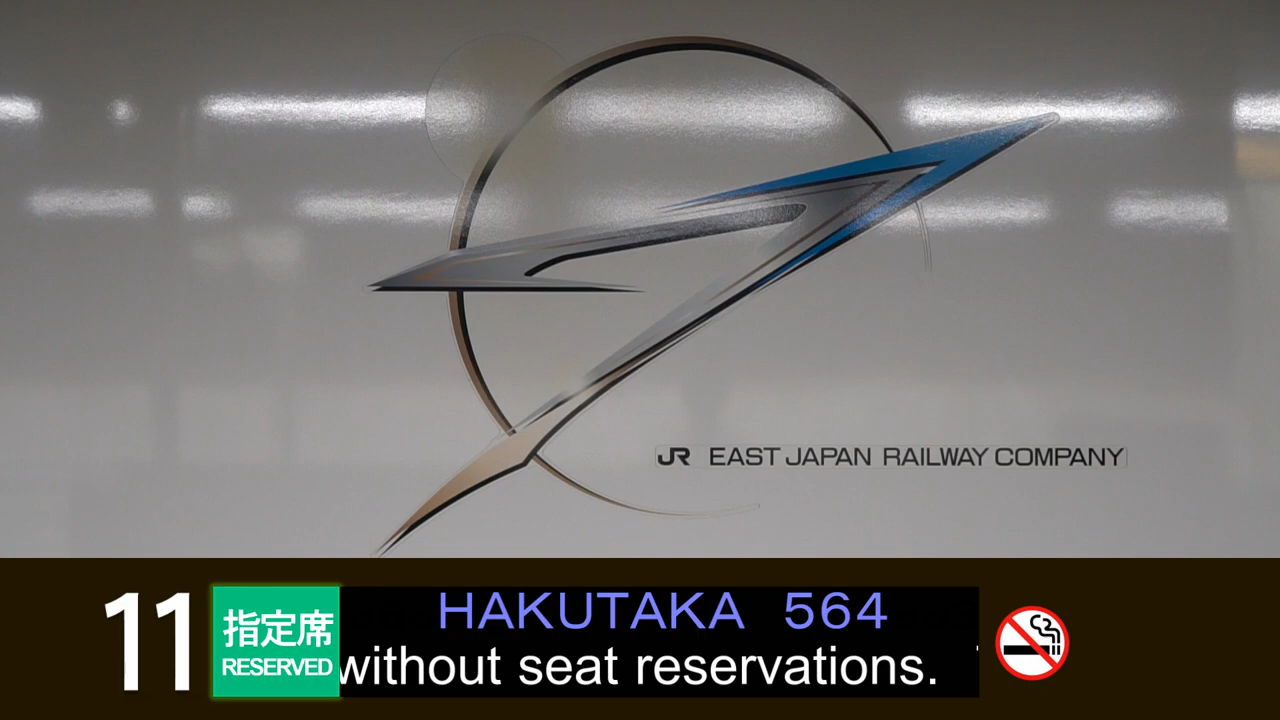 JR EAST JAPAN RAILWAY COMPANY
11
指定席
RESERVED
HAKUTAKA 564
without seat reservations.